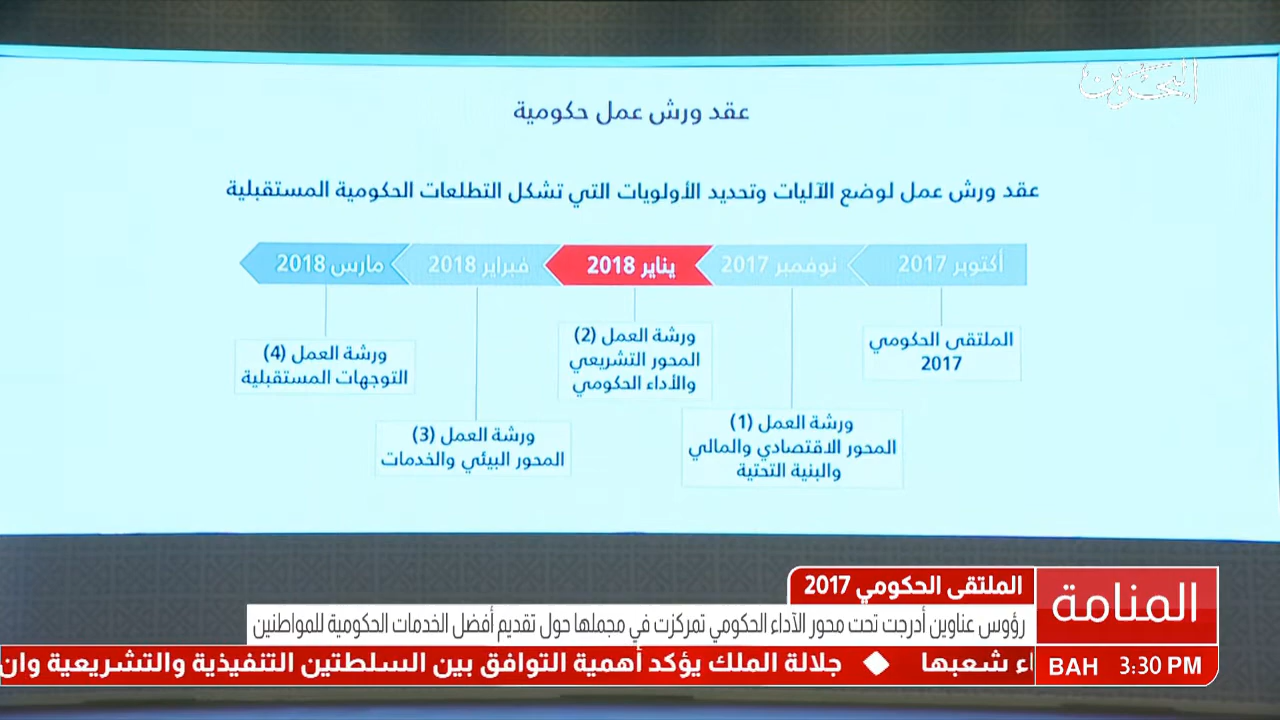 البحرين
عقد ورش عمل حكومية
عقد ورش عمل لوضع الآليات وتحديد الأولويات التي تشكل التطلعات الحكومية المستقبلية
أكتوبر 2017
نوفمبر 2017
يناير 2018
فبراير 2018
مارس 2018
الملتقى الحكومي
2017
ورشة العمل (1)
المحور الاقتصادي والمالي
والبنية التحتية
ورشة العمل (2)
المحور التشريعي
والأداء الحكومي
ورشة العمل (3)
المحور البيئي والخدمات
ورشة العمل (4)
التوجهات المستقبلية
المنامة
الملتقى الحكومي 2017
رؤوس عناوين أدرجت تحت محور الآداء الحكومي تمركزت في مجملها حول تقديم أفضل الخدمات الحكومية للمواطنين
BAH 3:30 PM
اء شعبها ◆ جلالة الملك يؤكد أهمية التوافق بين السلطتين التنفيذية والتشريعية وان